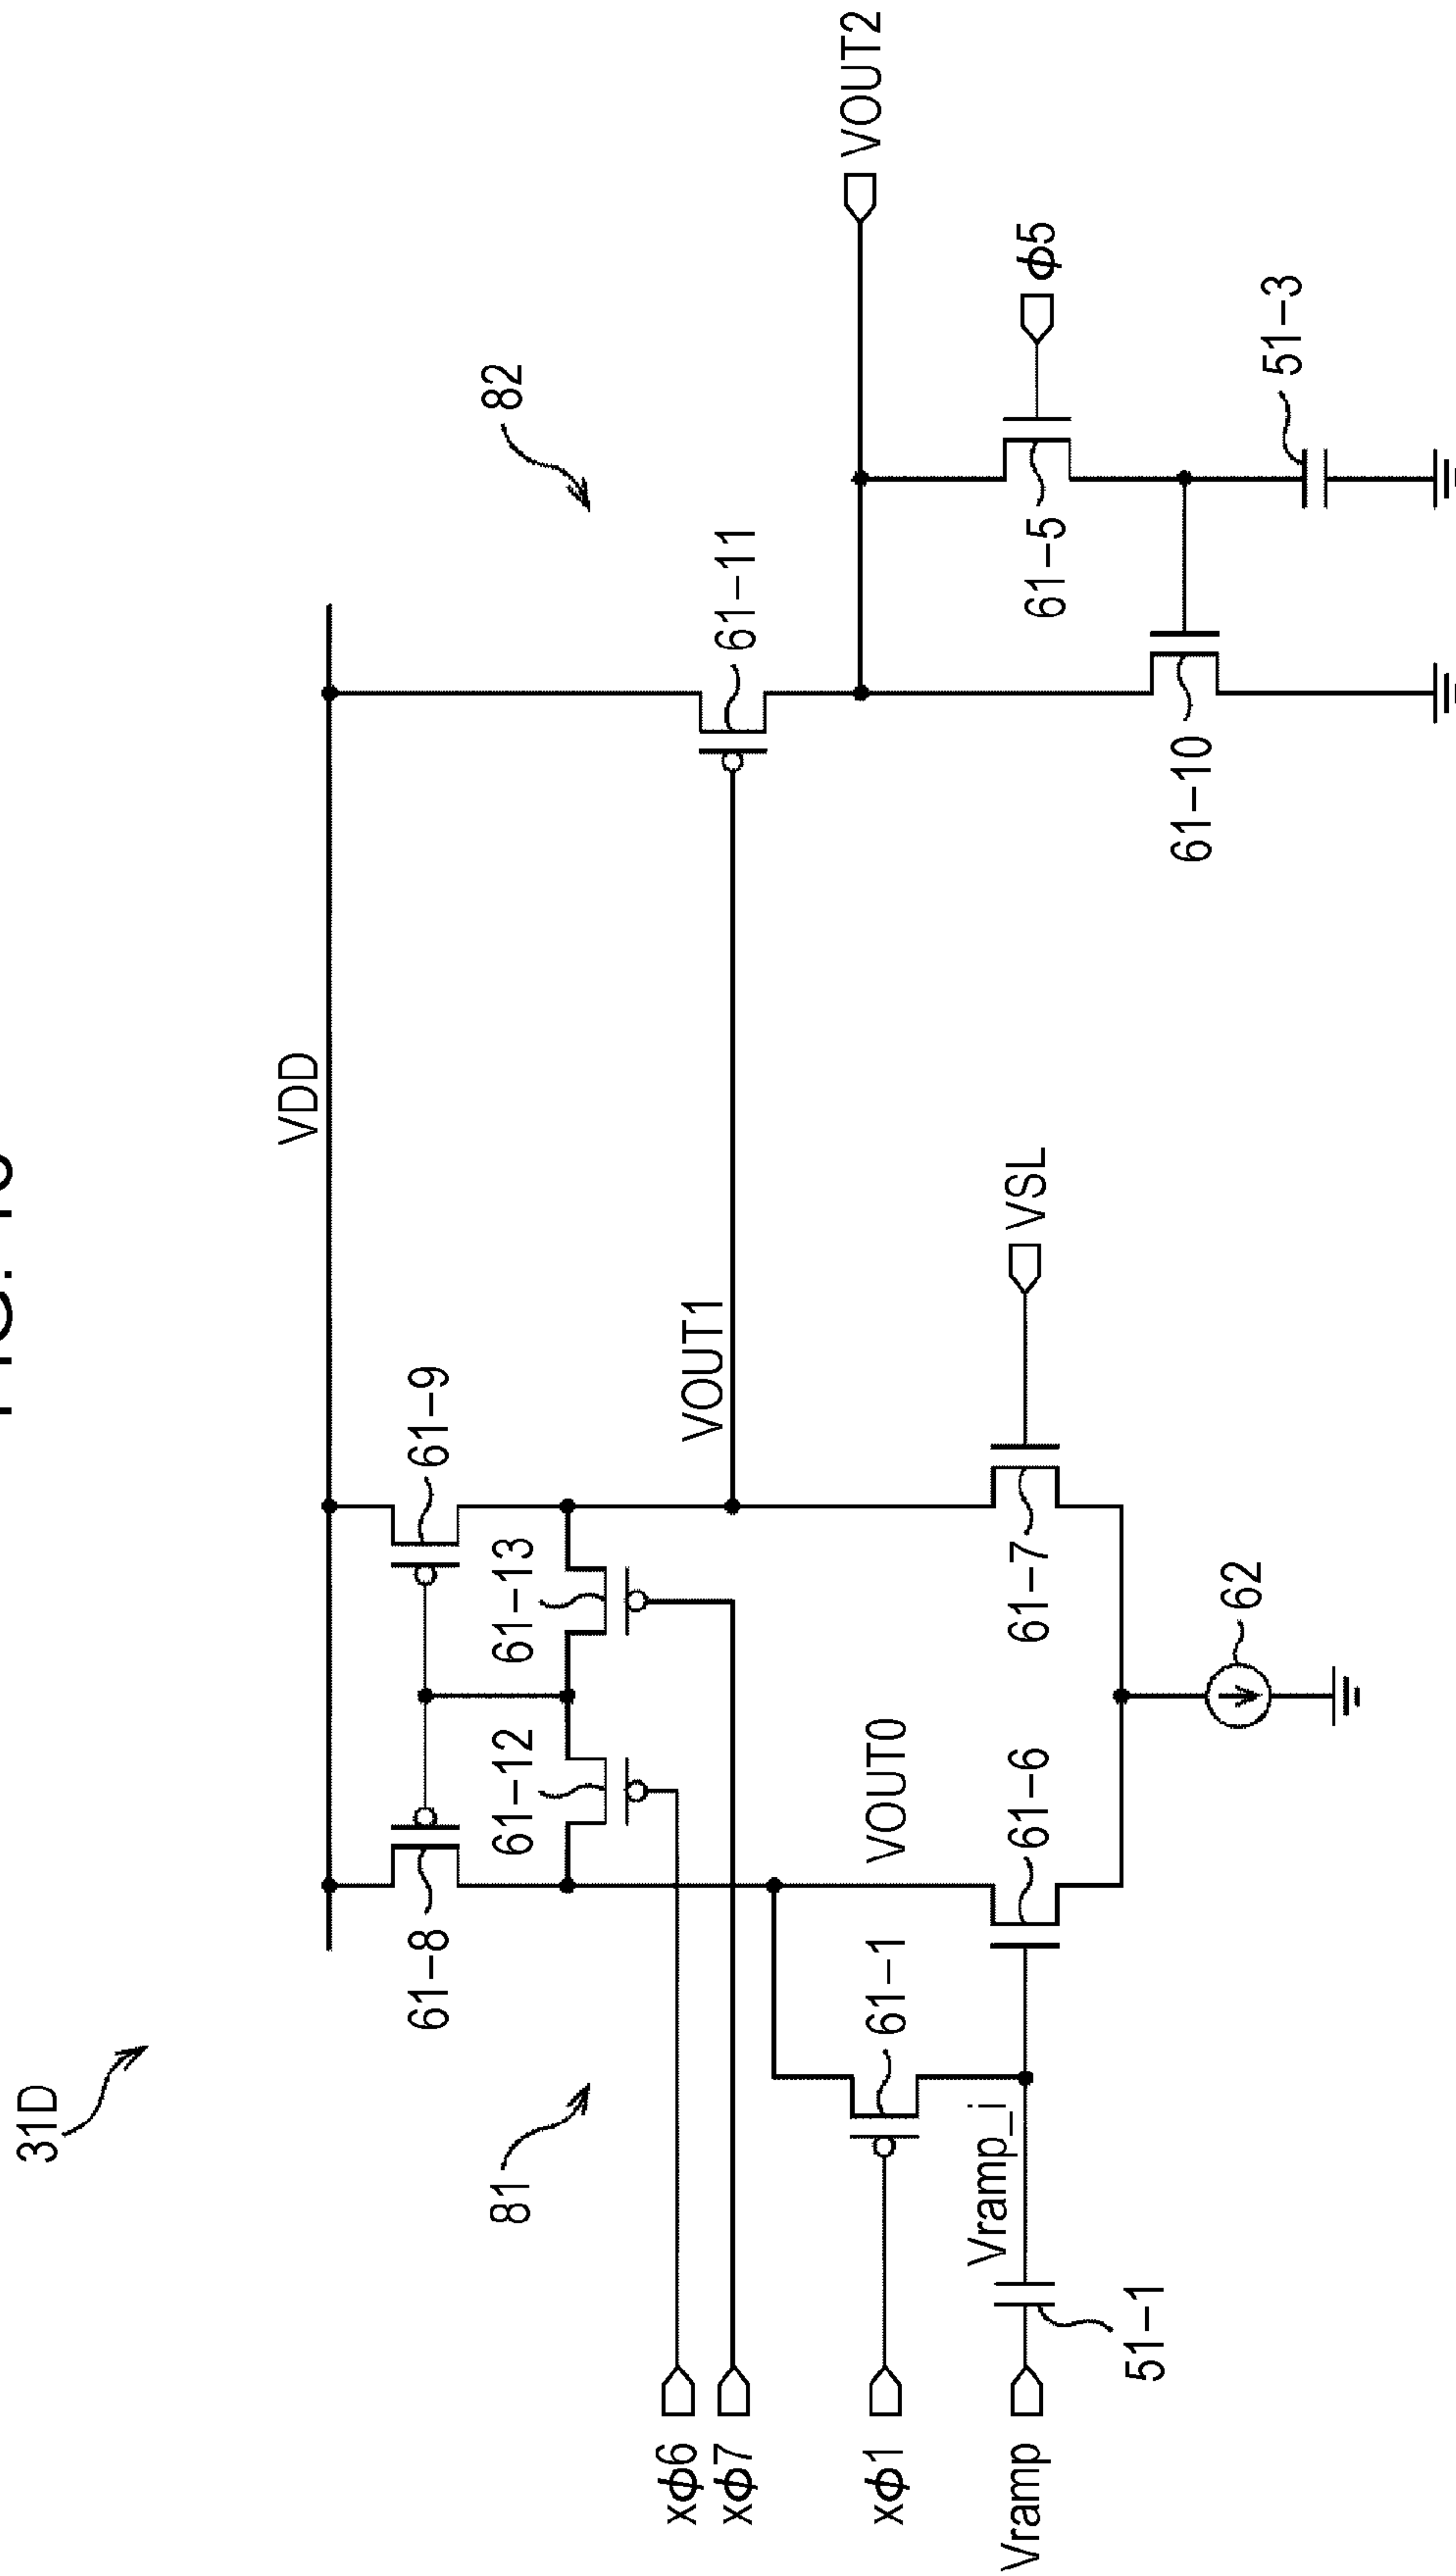 31D
VDD
81
82
61–8
61–9
61–12
61–13
61–11
xϕ6
xϕ7
VOUT1
VOUT2
xϕ1
61–1
VOUT0
Vramp
Vramp_i
51–1
61–6
61–7
VSL
62
61–5
ϕ5
61–10
51–3